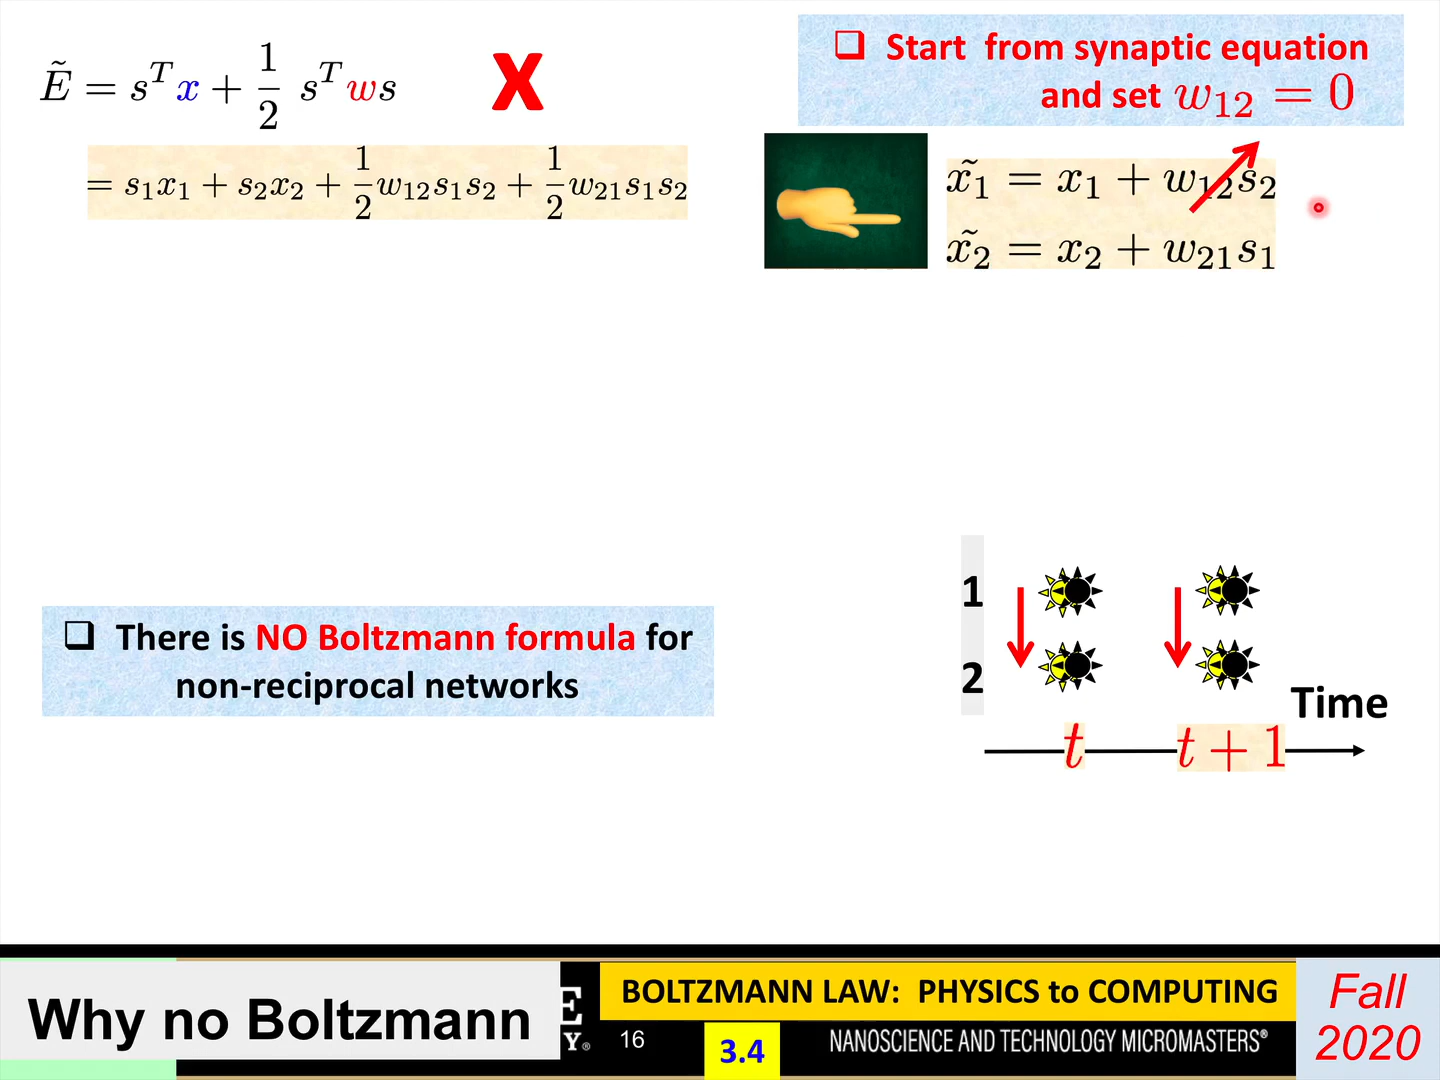 Ẽ = sᵀx + 1/2 sᵀws
X
= s₁x₁ + s₂x₂ + 1/2 w₁₂s₁s₂ + 1/2 w₂₁s₁s₂
❑ Start from synaptic equation
and set w₁₂ = 0
x̃₁ = x₁ + w₁₂s₂
x̃₂ = x₂ + w₂₁s₁
❑ There is NO Boltzmann formula for
non-reciprocal networks
1
2
Time
t
t + 1
Why no Boltzmann
E
Y®
16
BOLTZMANN LAW: PHYSICS to COMPUTING
3.4
NANOSCIENCE AND TECHNOLOGY MICROMASTERS®
Fall
2020